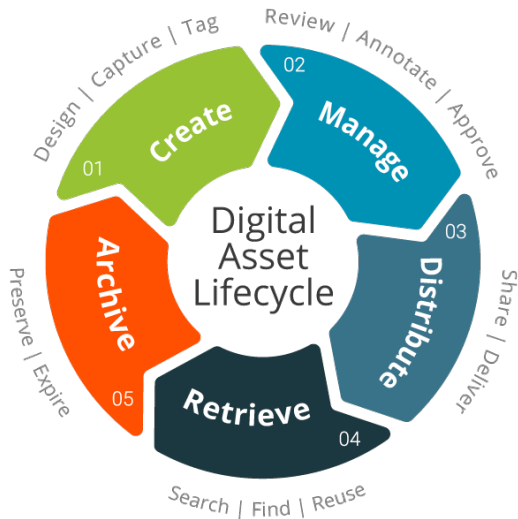 Digital
Asset
Lifecycle
01
Create
Design | Capture | Tag
02
Manage
Review | Annotate | Approve
03
Distribute
Share | Deliver
04
Retrieve
Search | Find | Reuse
05
Archive
Preserve | Expire